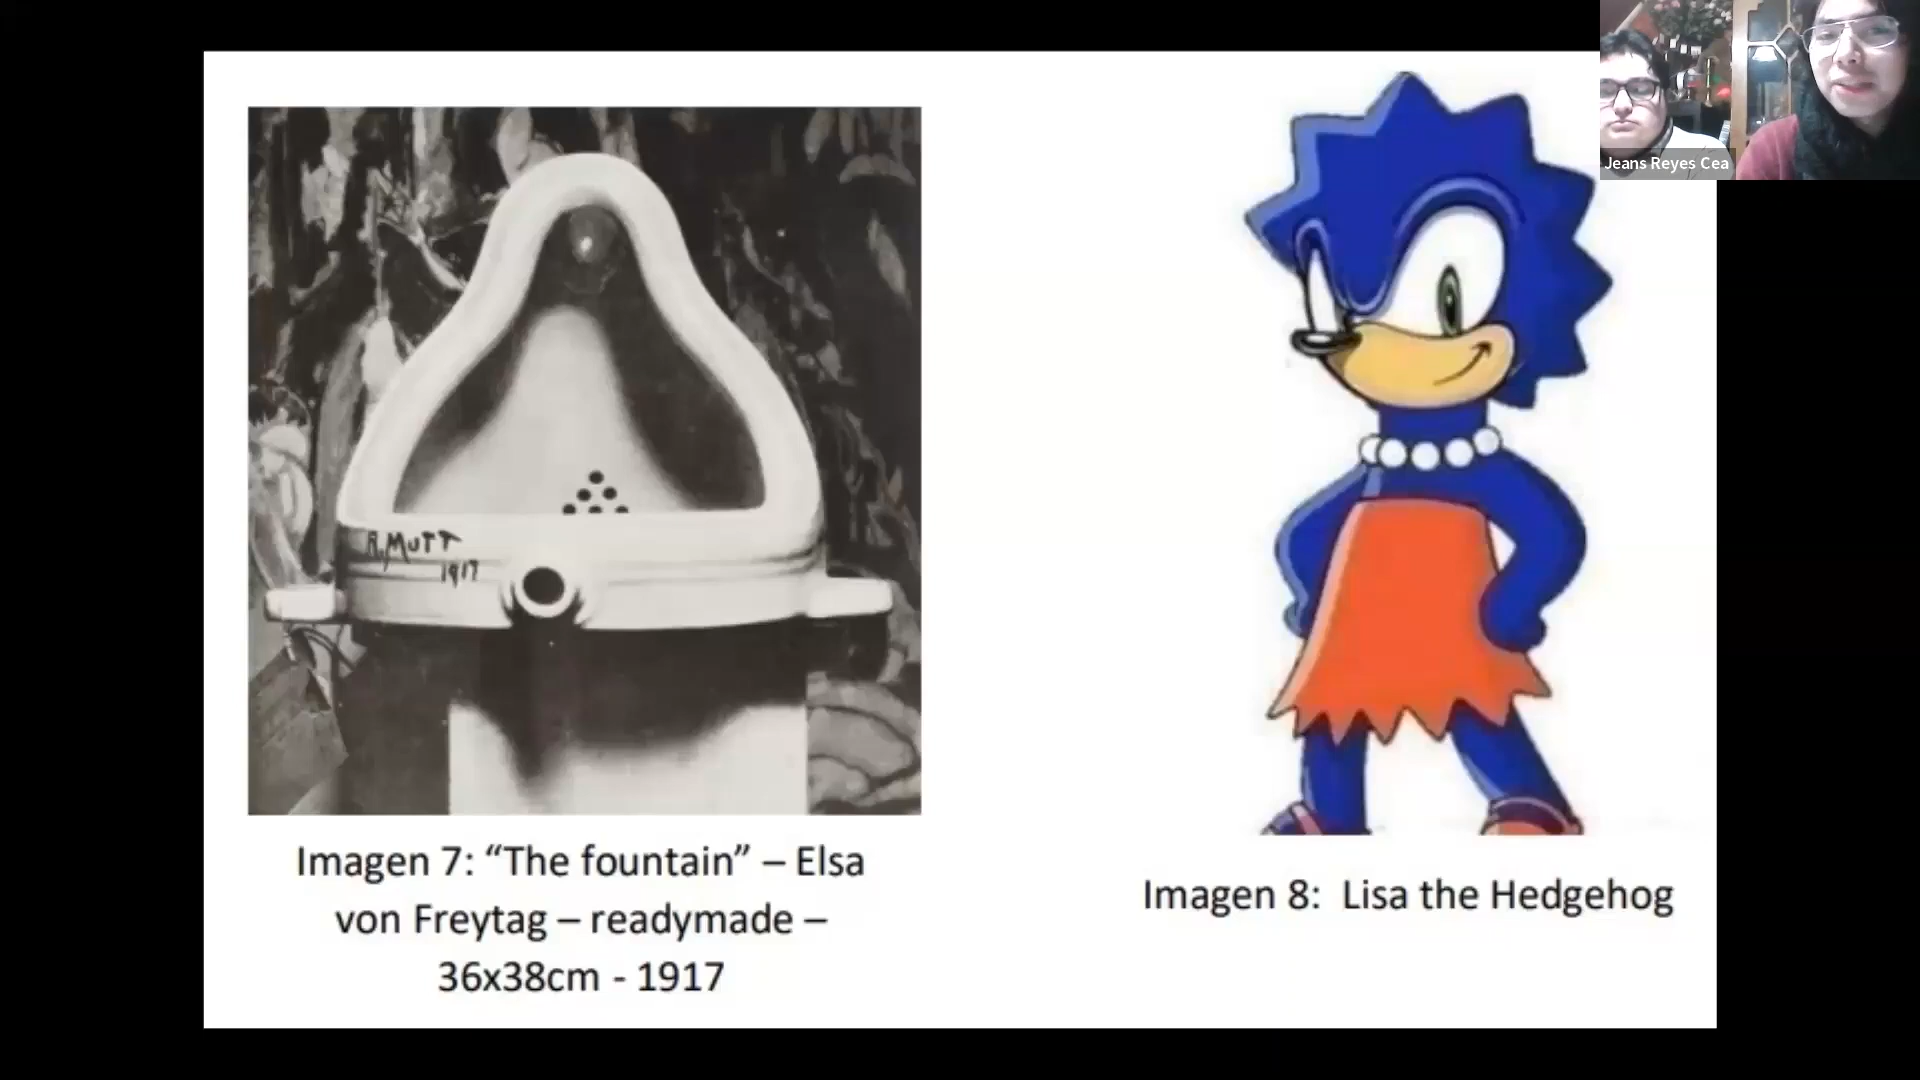 Jeans Reyes Cea
R. MUTT
1917
Imagen 7: “The fountain” – Elsa
von Freytag – readymade –
36x38cm - 1917
Imagen 8: Lisa the Hedgehog